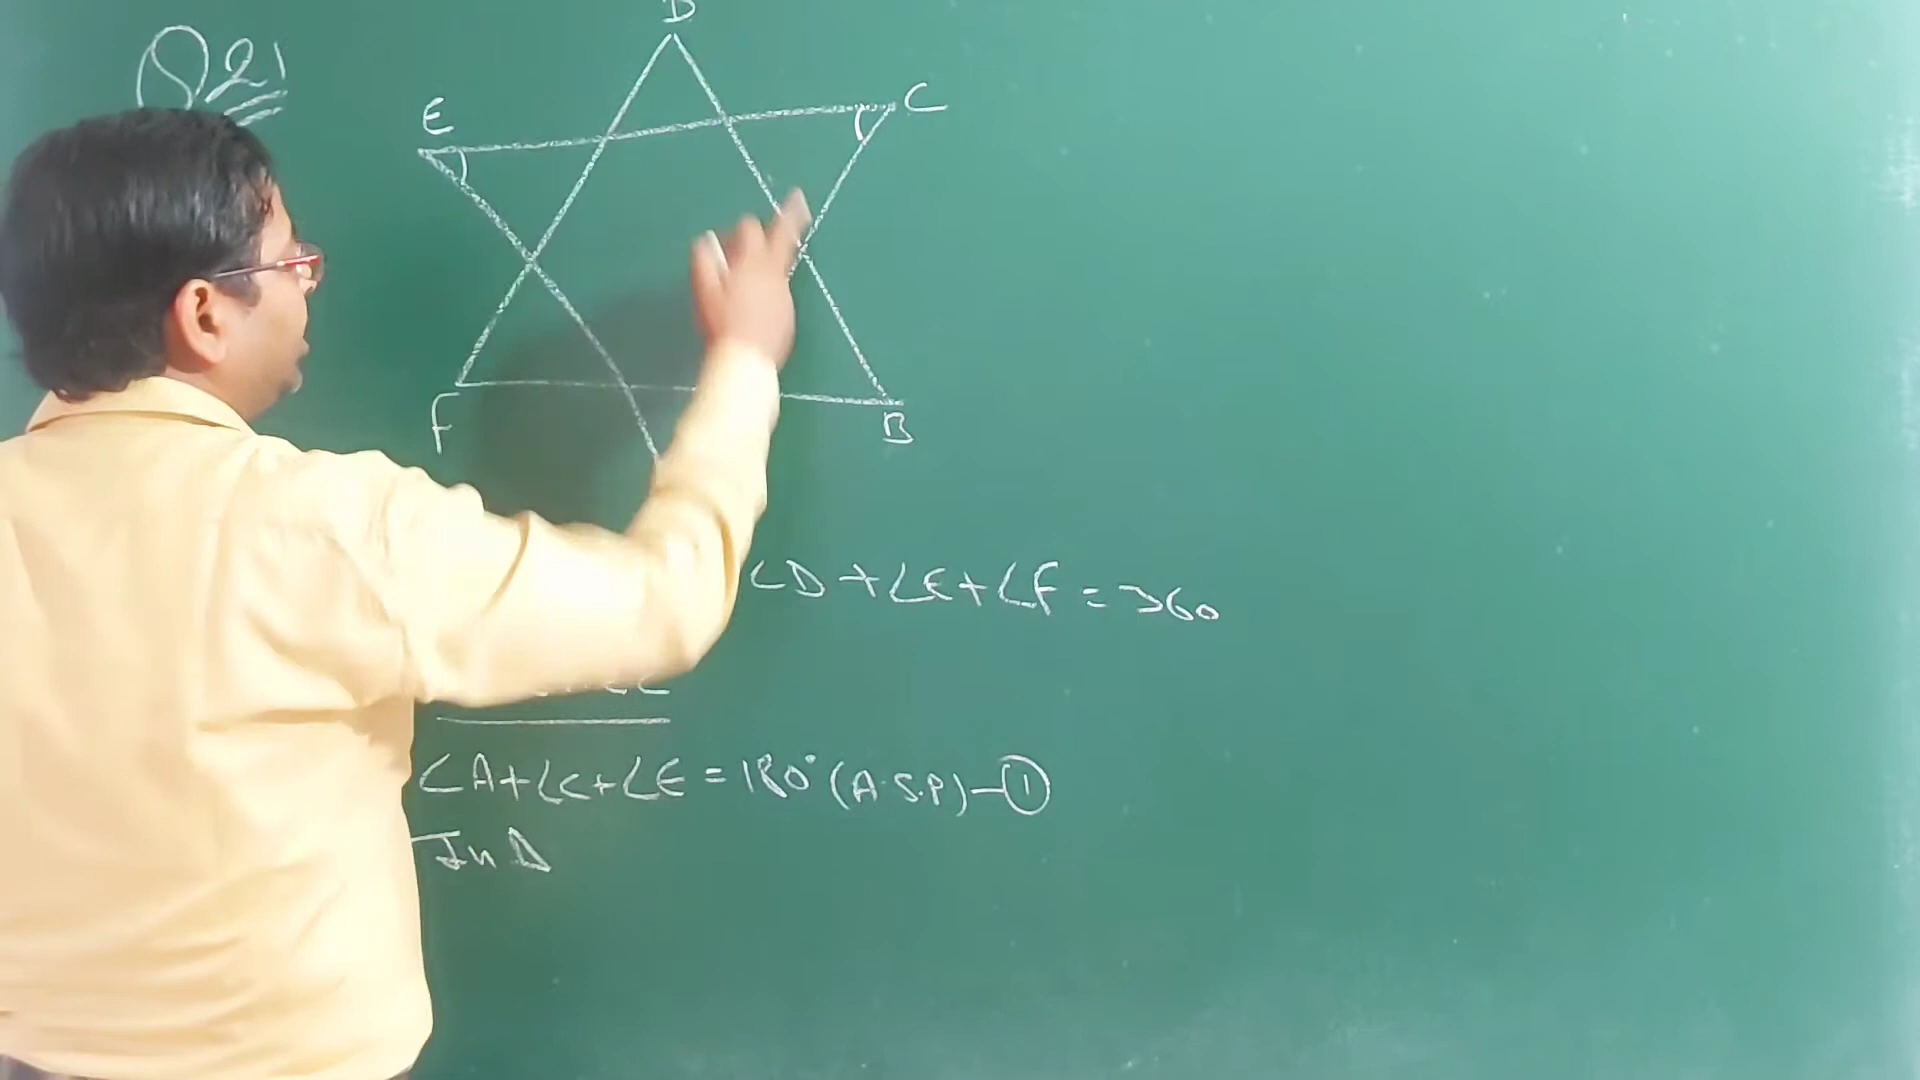 Q21
D
E
C
F
B
∠D+∠E+∠F=360
∠A+∠C+∠E=180°(A.S.P)-①
In Δ